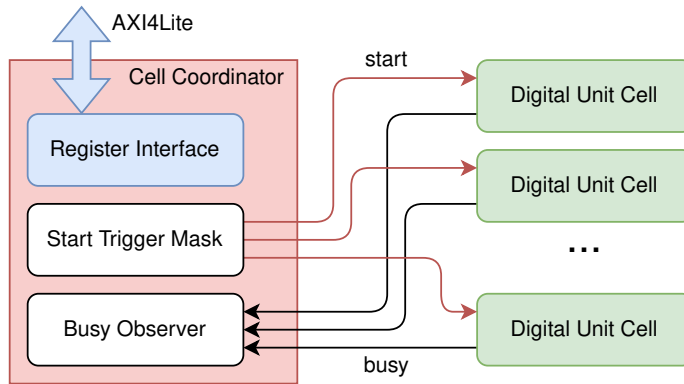 AXI4Lite
Cell Coordinator
start
Digital Unit Cell
Register Interface
Digital Unit Cell
Start Trigger Mask
...
Busy Observer
Digital Unit Cell
busy